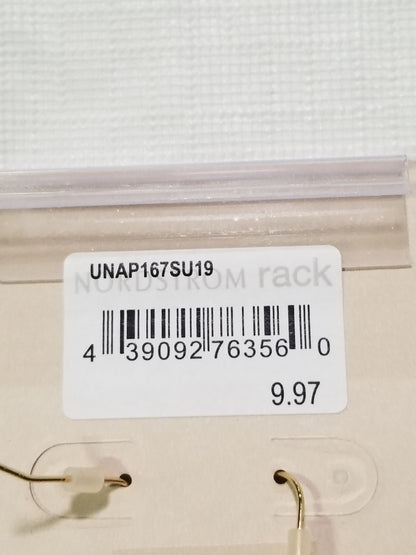 UNAP167SU19
NORDSTROM rack
4 39092 76356 0
9.97